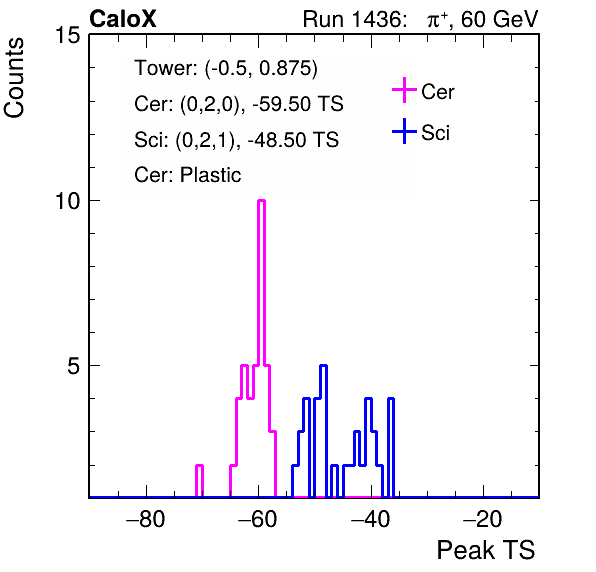 CaloX Run 1436: π⁺, 60 GeV
Counts
15
10
5
Tower: (-0.5, 0.875)
Cer: (0,2,0), -59.50 TS
Sci: (0,2,1), -48.50 TS
Cer: Plastic
Cer
Sci
−80 −60 −40 −20
Peak TS